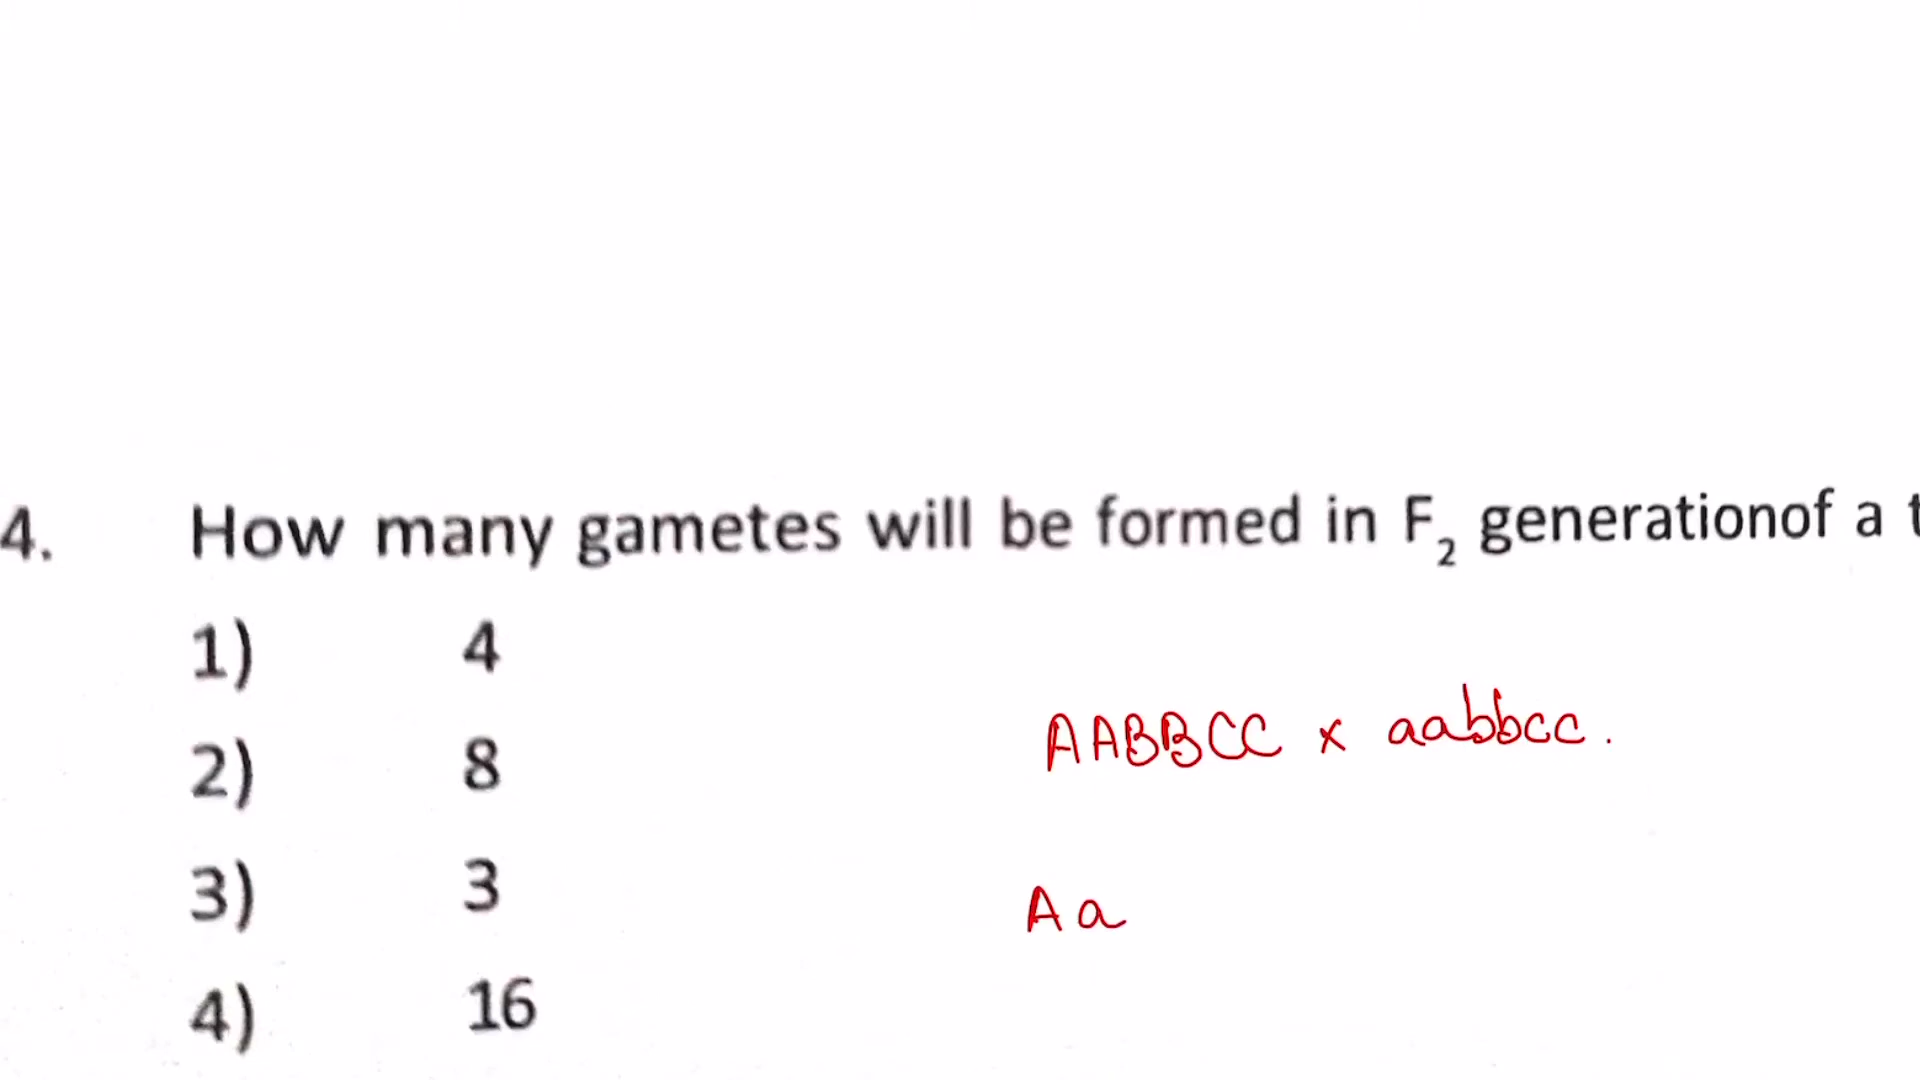 4. How many gametes will be formed in F₂ generationof a
1) 4
2) 8
AABBCC x aabbcc.
3) 3
Aa
4) 16